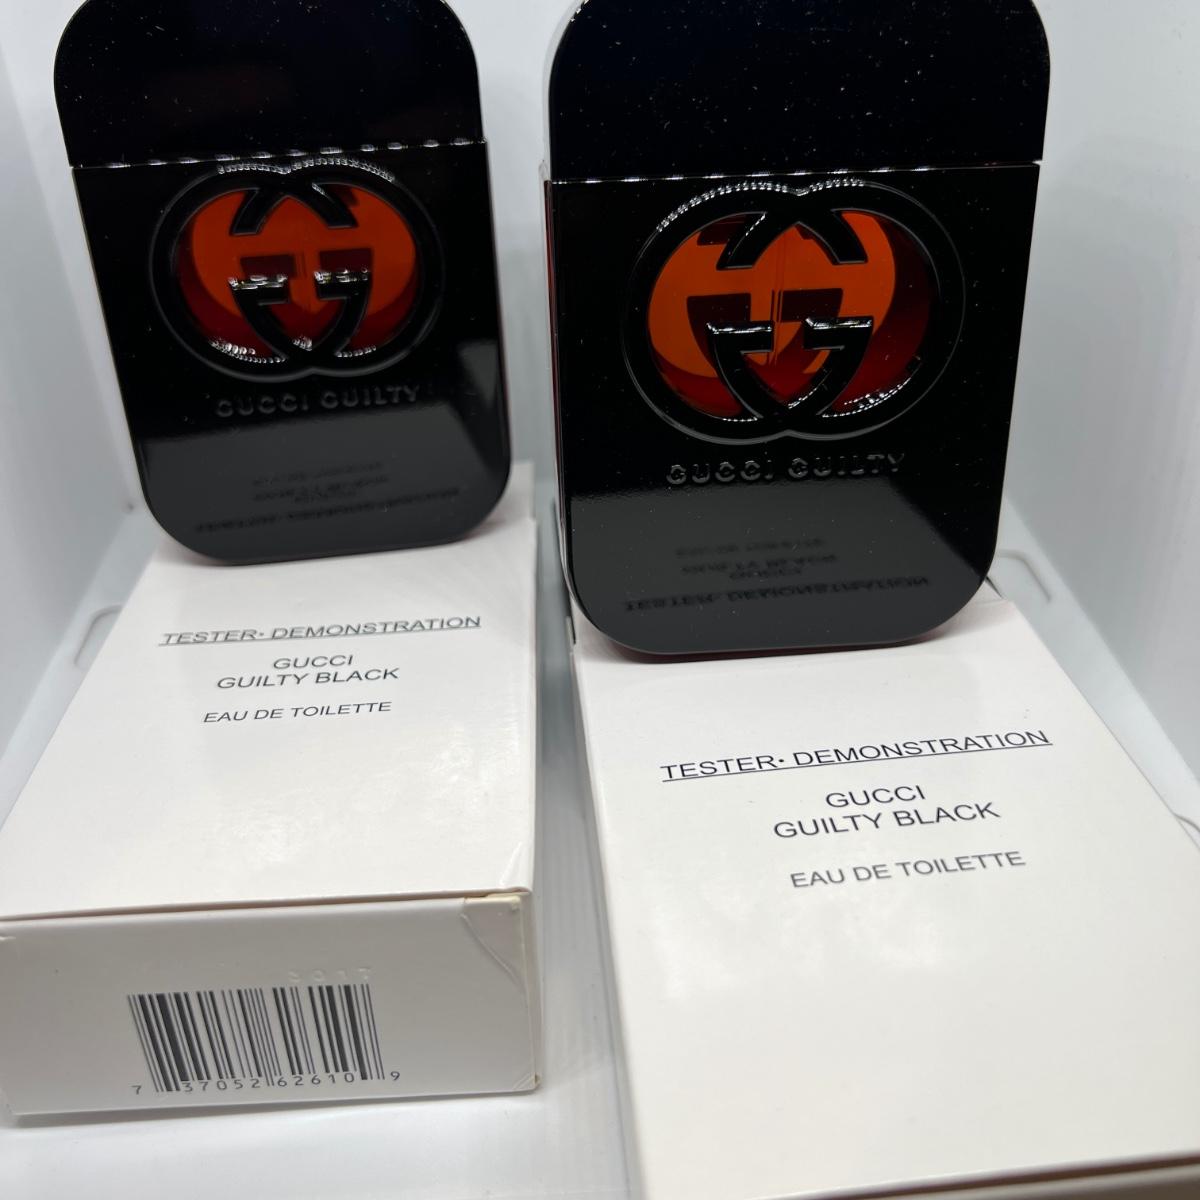 GUCCI GUILTY
TESTER• DEMONSTRATION
GUCCI
GUILTY BLACK
EAU DE TOILETTE
7 37052 62610 9
GUCCI GUILTY
TESTER• DEMONSTRATION
GUCCI
GUILTY BLACK
EAU DE TOILETTE